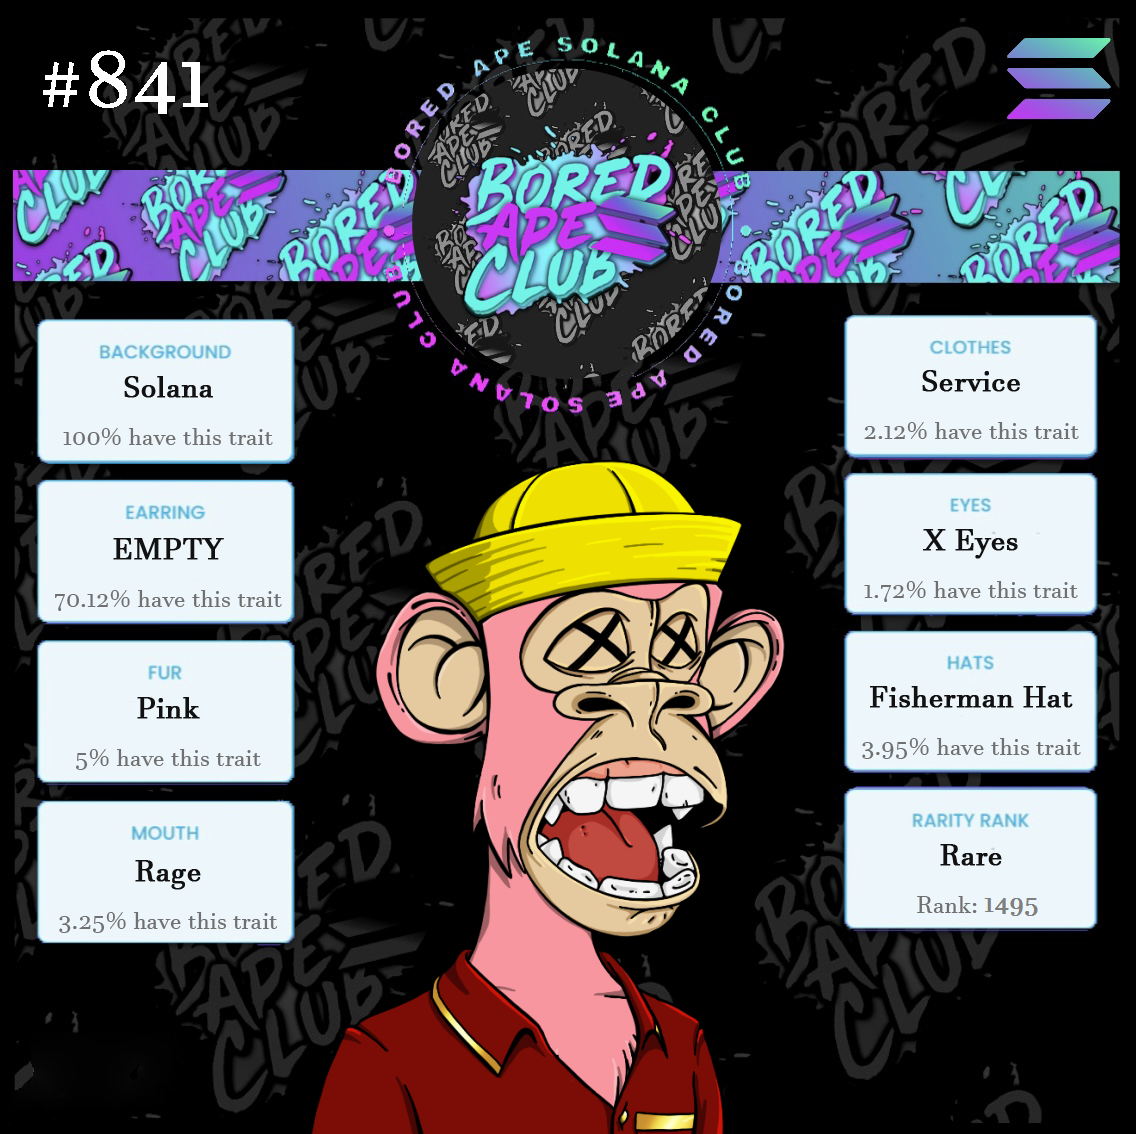 #841
BORED APE SOLANA CLUB
BORED
APE
CLUB
BORED APE SOLANA CLUB
BACKGROUND
Solana
100% have this trait
EARRING
EMPTY
70.12% have this trait
FUR
Pink
5% have this trait
MOUTH
Rage
3.25% have this trait
CLOTHES
Service
2.12% have this trait
EYES
X Eyes
1.72% have this trait
HATS
Fisherman Hat
3.95% have this trait
RARITY RANK
Rare
Rank: 1495